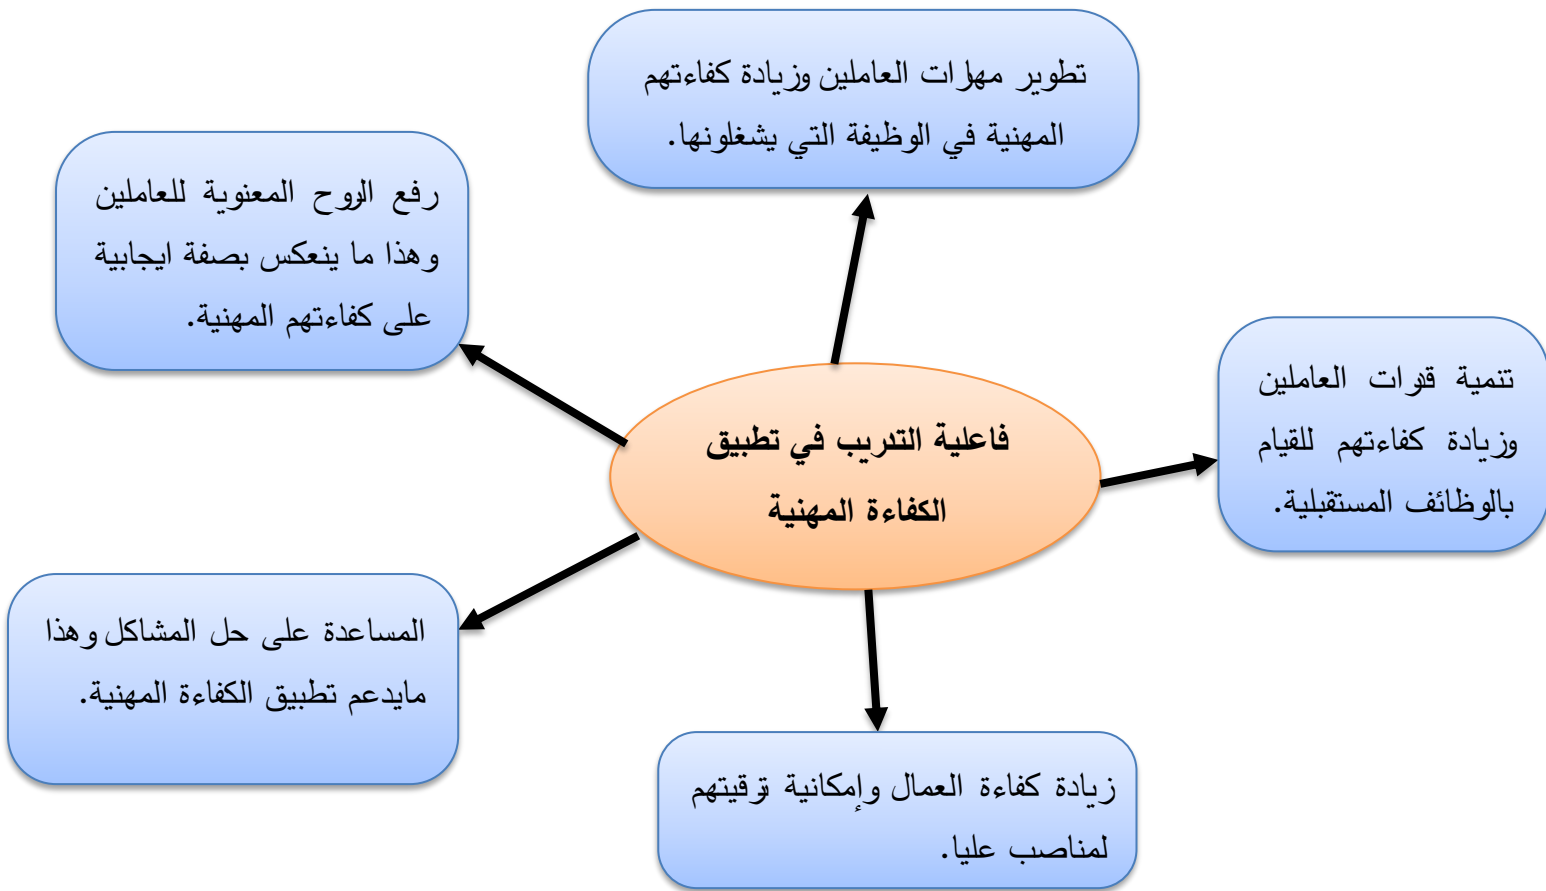 تطوير مهارات العاملين وزيادة كفاءتهم
المهنية في الوظيفة التي يشغلونها.
رفع الروح المعنوية للعاملين
وهذا ما ينعكس بصفة ايجابية
على كفاءتهم المهنية.
تنمية قدرات العاملين
وزيادة كفاءتهم للقيام
بالوظائف المستقبلية.
فاعلية التدريب في تطبيق
الكفاءة المهنية
المساعدة على حل المشاكل وهذا
مايدعم تطبيق الكفاءة المهنية.
زيادة كفاءة العمال وإمكانية ترقيتهم
لمناصب عليا.